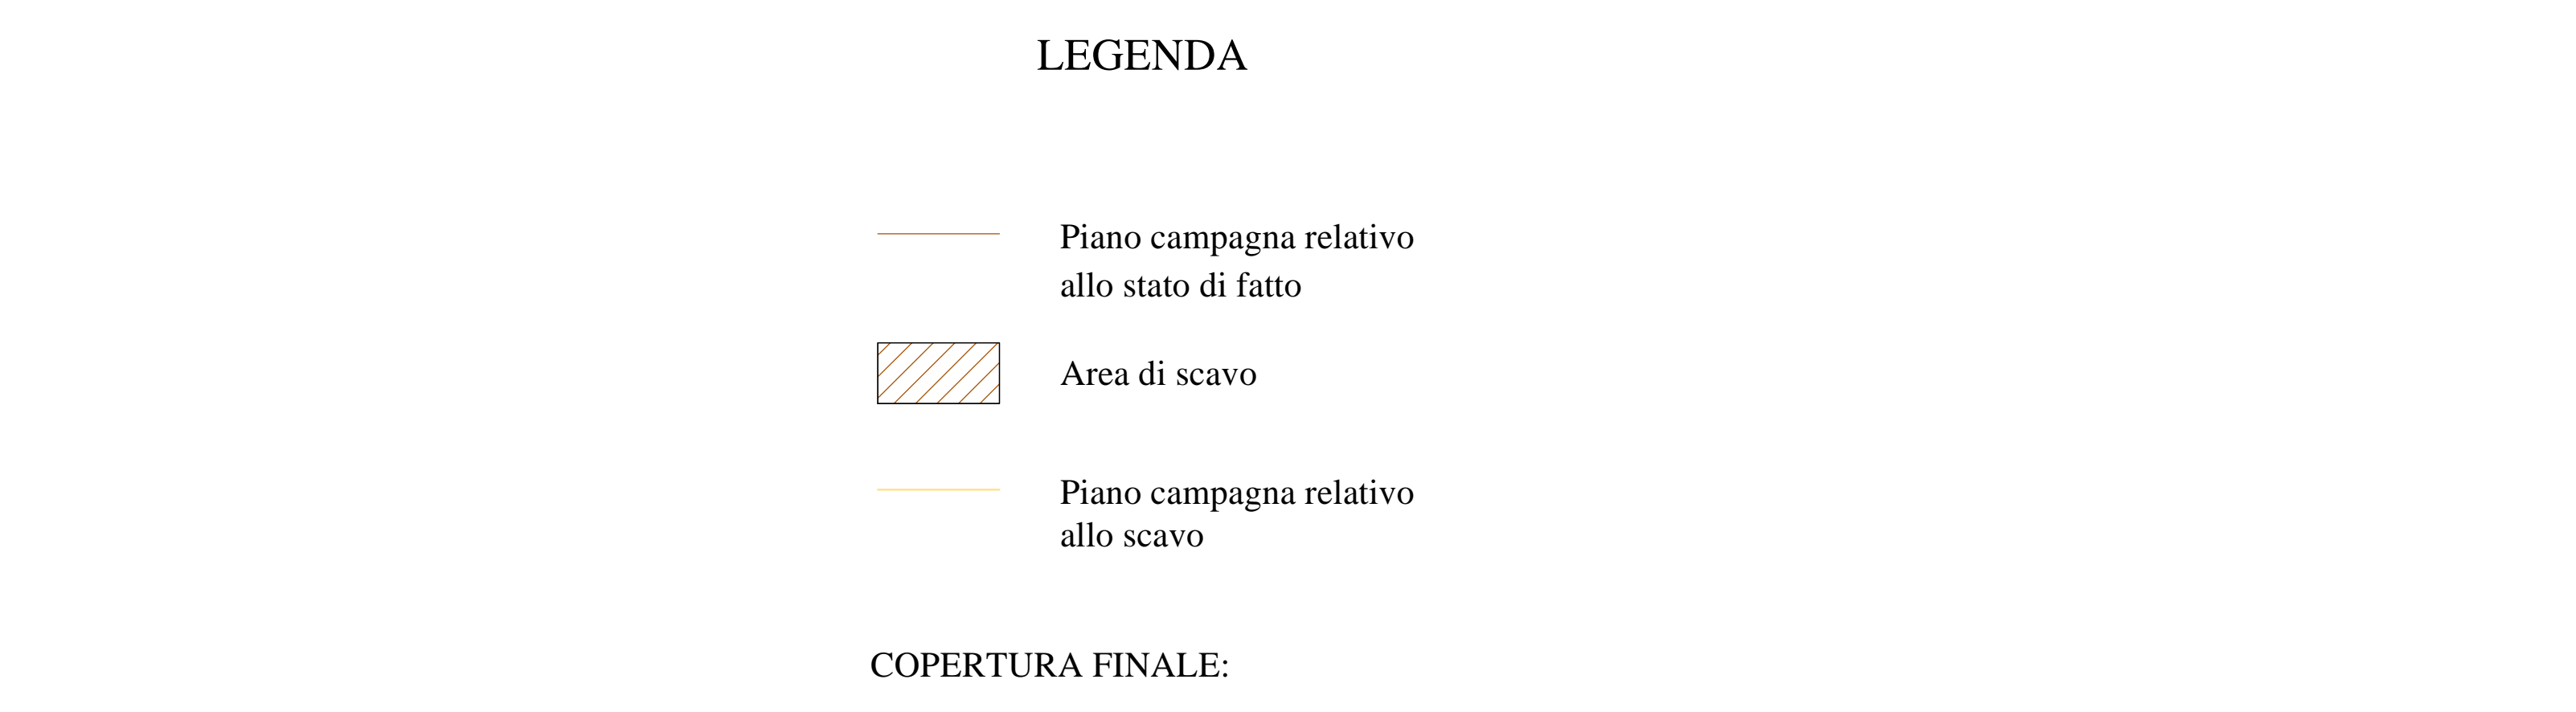 LEGENDA
Piano campagna relativo
allo stato di fatto
Area di scavo
Piano campagna relativo
allo scavo
COPERTURA FINALE: